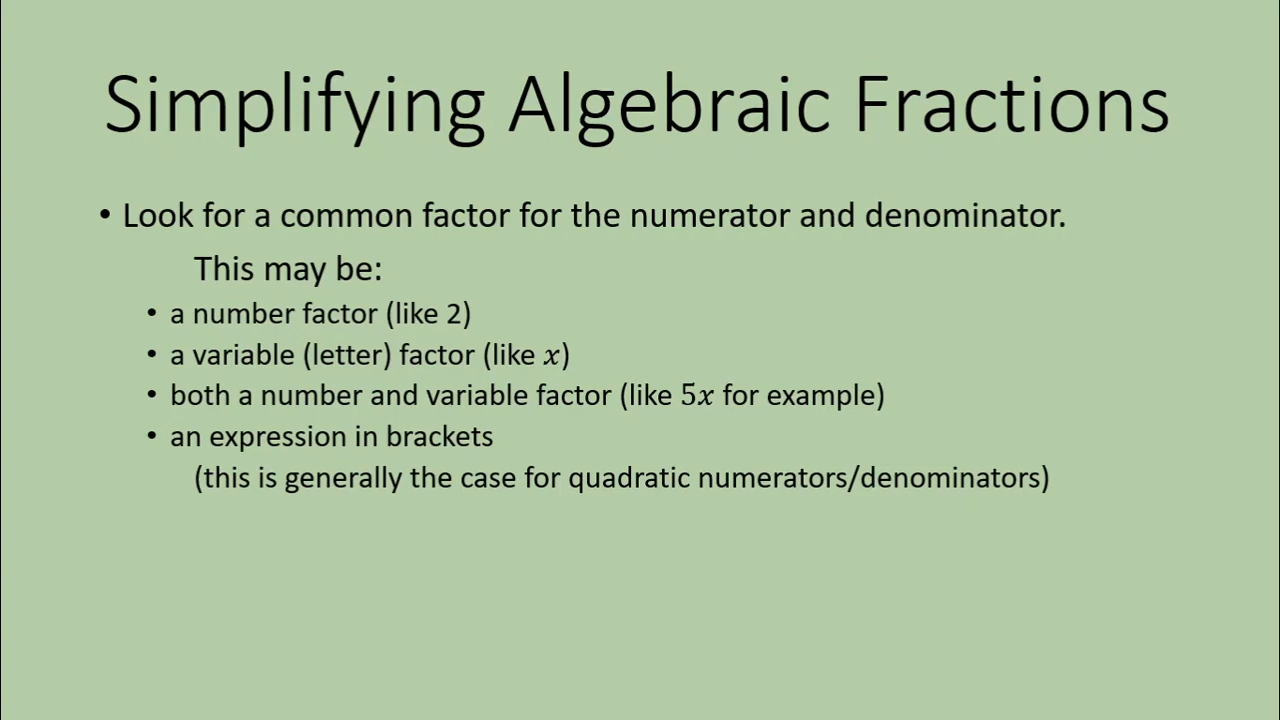 Simplifying Algebraic Fractions
• Look for a common factor for the numerator and denominator.
This may be:
• a number factor (like 2)
• a variable (letter) factor (like 𝑥)
• both a number and variable factor (like 5𝑥 for example)
• an expression in brackets
(this is generally the case for quadratic numerators/denominators)